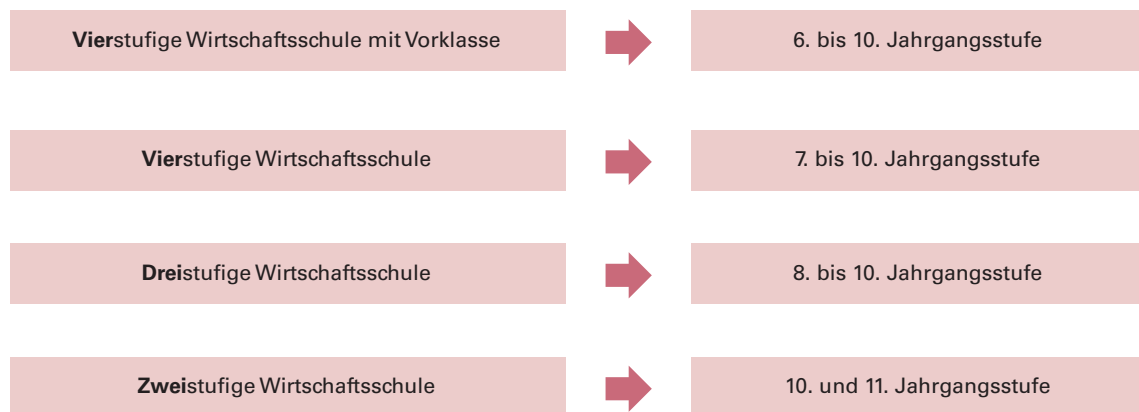 Vierstufige Wirtschaftsschule mit Vorklasse
6. bis 10. Jahrgangsstufe
Vierstufige Wirtschaftsschule
7. bis 10. Jahrgangsstufe
Dreistufige Wirtschaftsschule
8. bis 10. Jahrgangsstufe
Zweistufige Wirtschaftsschule
10. und 11. Jahrgangsstufe